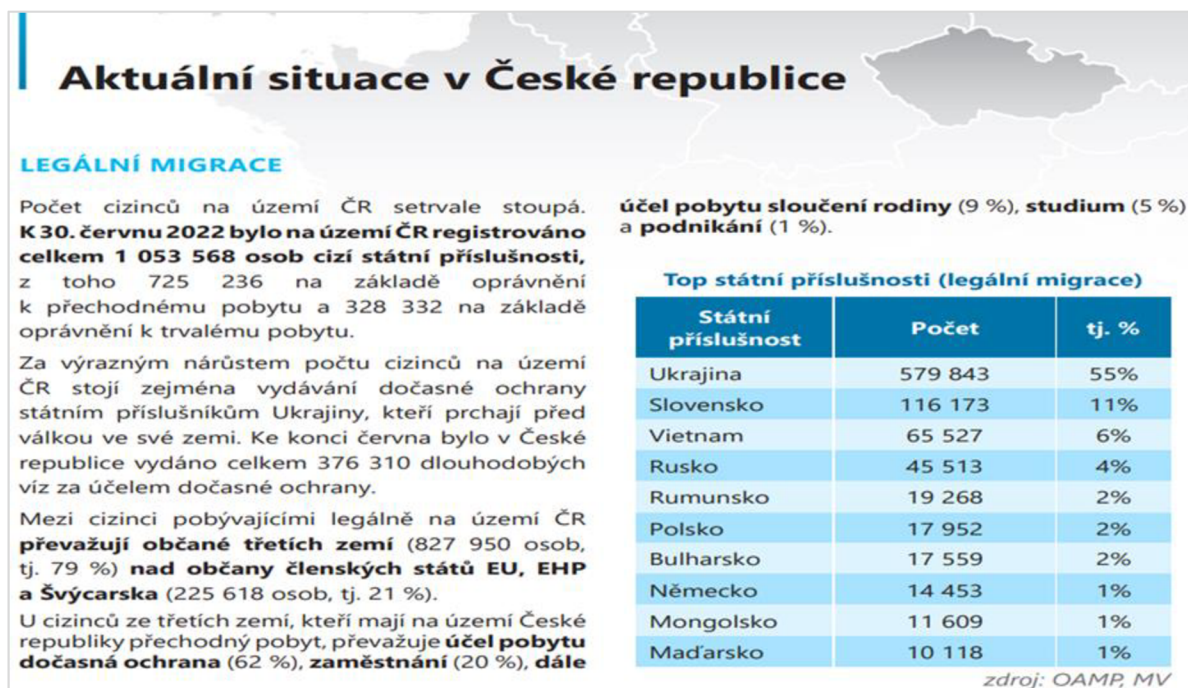 Aktuální situace v České republice
LEGÁLNÍ MIGRACE
Počet cizinců na území ČR setrvale stoupá.
K 30. červnu 2022 bylo na území ČR registrováno
celkem 1 053 568 osob cizí státní příslušnosti,
z toho 725 236 na základě oprávnění
k přechodnému pobytu a 328 332 na základě
oprávnění k trvalému pobytu.
Za výrazným nárůstem počtu cizinců na území
ČR stojí zejména vydávání dočasné ochrany
státním příslušníkům Ukrajiny, kteří prchají před
válkou ve své zemi. Ke konci června bylo v České
republice vydáno celkem 376 310 dlouhodobých
víz za účelem dočasné ochrany.
Mezi cizinci pobývajícími legálně na území ČR
převažují občané třetích zemí (827 950 osob,
tj. 79 %) nad občany členských států EU, EHP
a Švýcarska (225 618 osob, tj. 21 %).
U cizinců ze třetích zemí, kteří mají na území České
republiky přechodný pobyt, převažuje účel pobytu
dočasná ochrana (62 %), zaměstnání (20 %), dále
účel pobytu sloučení rodiny (9 %), studium (5 %)
a podnikání (1 %).
Top státní příslušnosti (legální migrace)
Státní příslušnost Počet tj. %
Ukrajina 579 843 55%
Slovensko 116 173 11%
Vietnam 65 527 6%
Rusko 45 513 4%
Rumunsko 19 268 2%
Polsko 17 952 2%
Bulharsko 17 559 2%
Německo 14 453 1%
Mongolsko 11 609 1%
Maďarsko 10 118 1%
zdroj: OAMP, MV